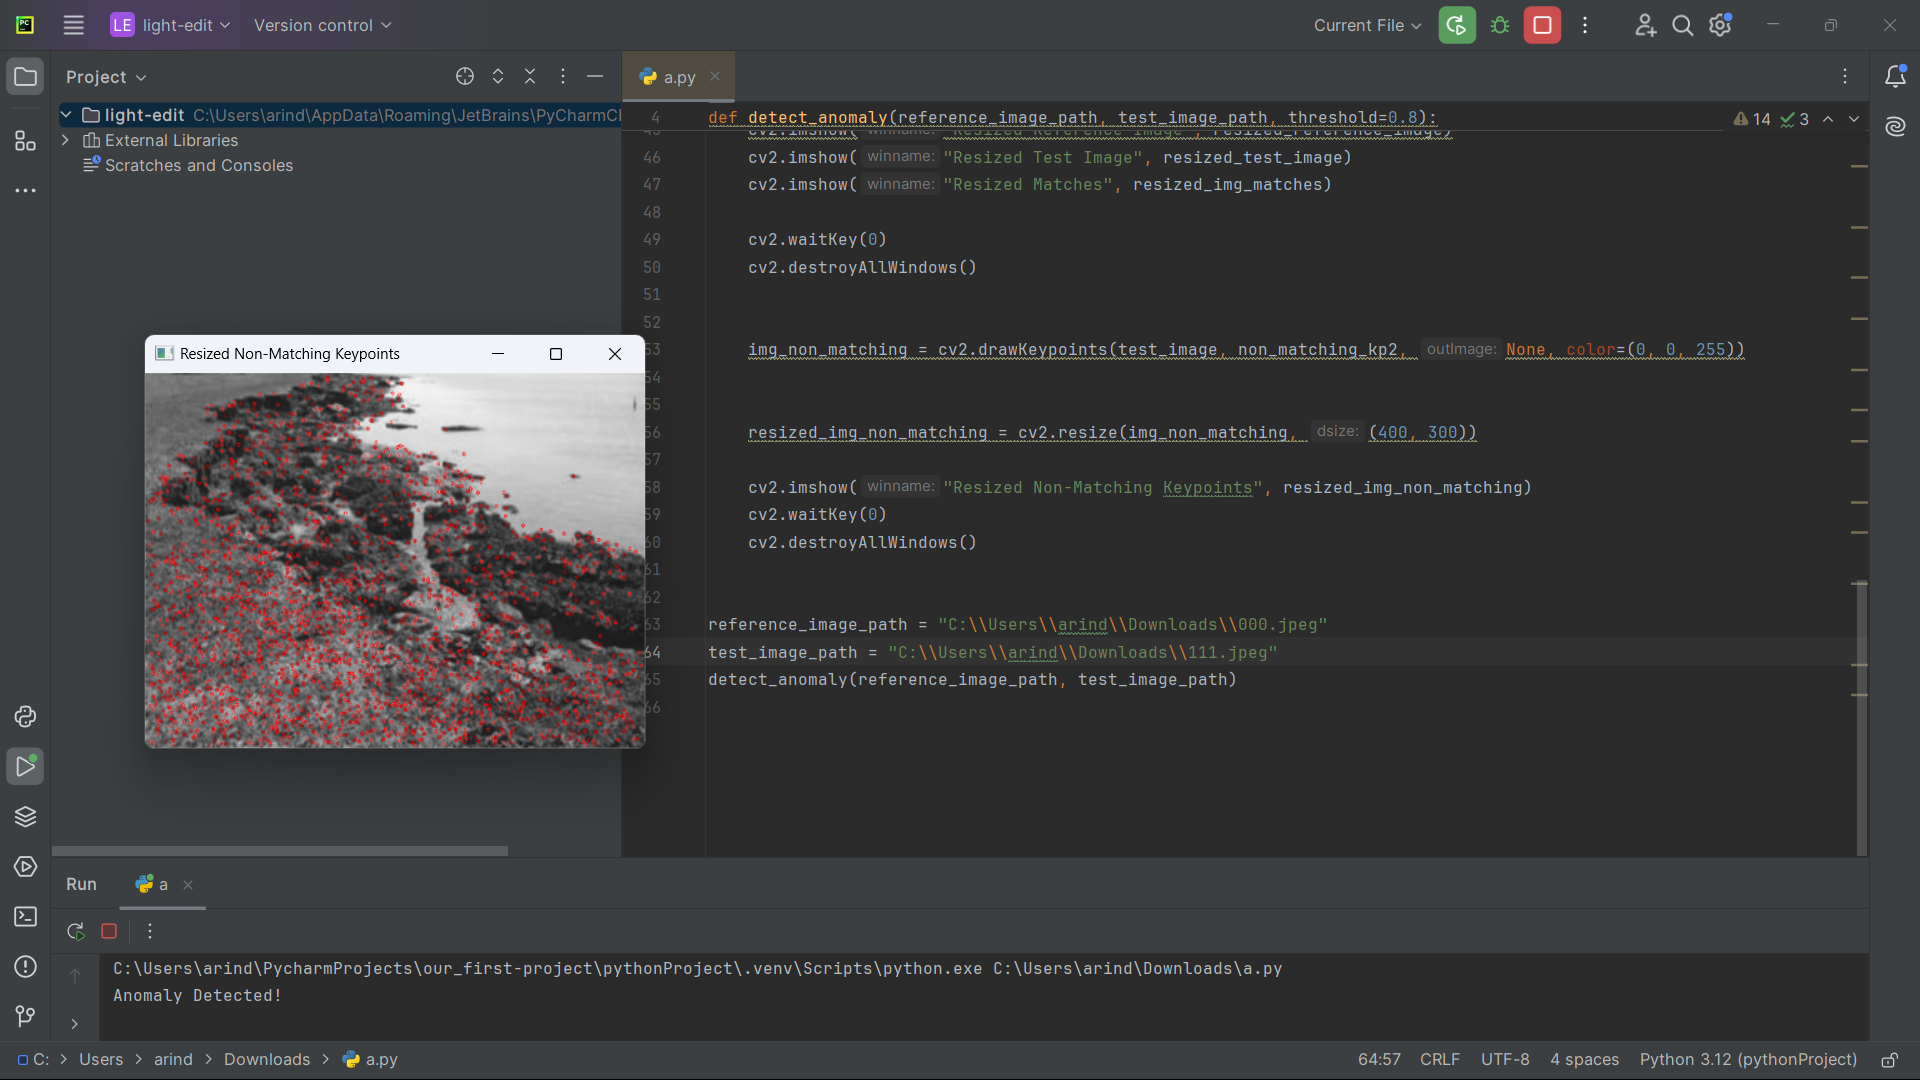 LE light-edit Version control Current File
Project
a.py
light-edit C:\Users\arind\AppData\Roaming\JetBrains\PyCharmC
External Libraries
Scratches and Consoles
4 def detect_anomaly(reference_image_path, test_image_path, threshold=0.8):
14 3
cv2.imshow( winname: "Resized Reference Image", resized_reference_image)
46 cv2.imshow( winname: "Resized Test Image", resized_test_image)
47 cv2.imshow( winname: "Resized Matches", resized_img_matches)
48
49 cv2.waitKey(0)
50 cv2.destroyAllWindows()
51
52
Resized Non-Matching Keypoints
53 img_non_matching = cv2.drawKeypoints(test_image, non_matching_kp2, outImage: None, color=(0, 0, 255))
54
55
56 resized_img_non_matching = cv2.resize(img_non_matching, dsize: (400, 300))
57
58 cv2.imshow( winname: "Resized Non-Matching Keypoints", resized_img_non_matching)
59 cv2.waitKey(0)
60 cv2.destroyAllWindows()
61
62
63 reference_image_path = "C:\\Users\\arind\\Downloads\\000.jpeg"
64 test_image_path = "C:\\Users\\arind\\Downloads\\111.jpeg"
65 detect_anomaly(reference_image_path, test_image_path)
66
Run a
C:\Users\arind\PycharmProjects\our_first-project\pythonProject\.venv\Scripts\python.exe C:\Users\arind\Downloads\a.py
Anomaly Detected!
C: > Users > arind > Downloads > a.py 64:57 CRLF UTF-8 4 spaces Python 3.12 (pythonProject)